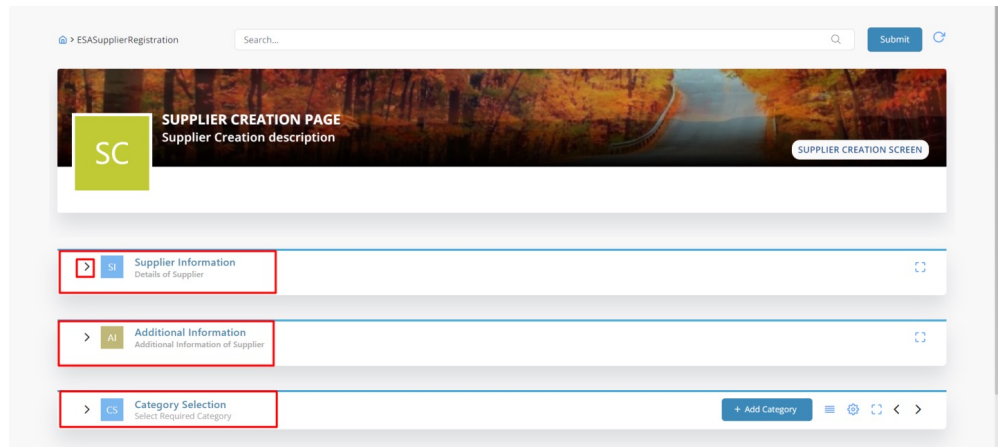 > ESASupplierRegistration
Search...
Submit
SUPPLIER CREATION PAGE
Supplier Creation description
SC
SUPPLIER CREATION SCREEN
SI
Supplier Information
Details of Supplier
AI
Additional Information
Additional Information of Supplier
CS
Category Selection
Select Required Category
+ Add Category